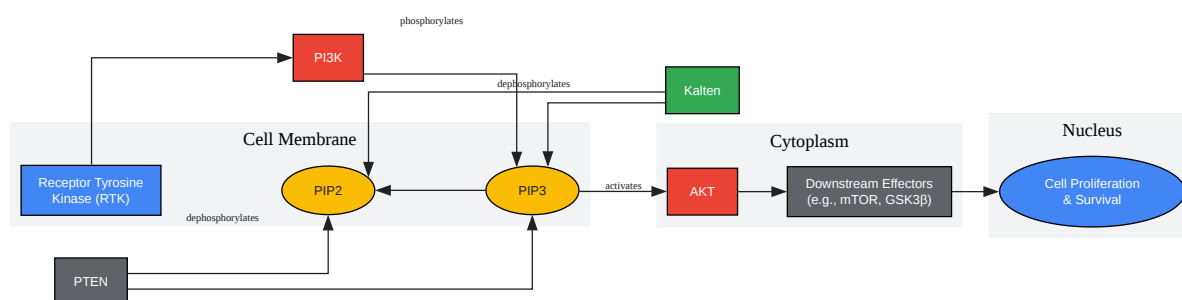 phosphorylates
PI3K
dephosphorylates
Kalten
Cell Membrane
Cytoplasm
Nucleus
Receptor Tyrosine
Kinase (RTK)
PIP2
PIP3
activates
AKT
Downstream Effectors
(e.g., mTOR, GSK3β)
Cell Proliferation
& Survival
dephosphorylates
PTEN